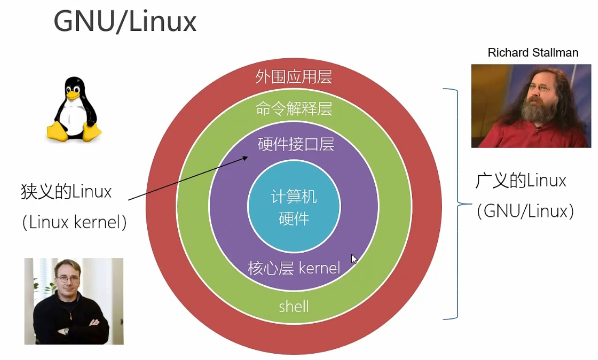 GNU/Linux
Richard Stallman
外围应用层
命令解释层
硬件接口层
狭义的Linux
(Linux kernel)
计算机
硬件
广义的Linux
(GNU/Linux)
核心层 kernel
shell